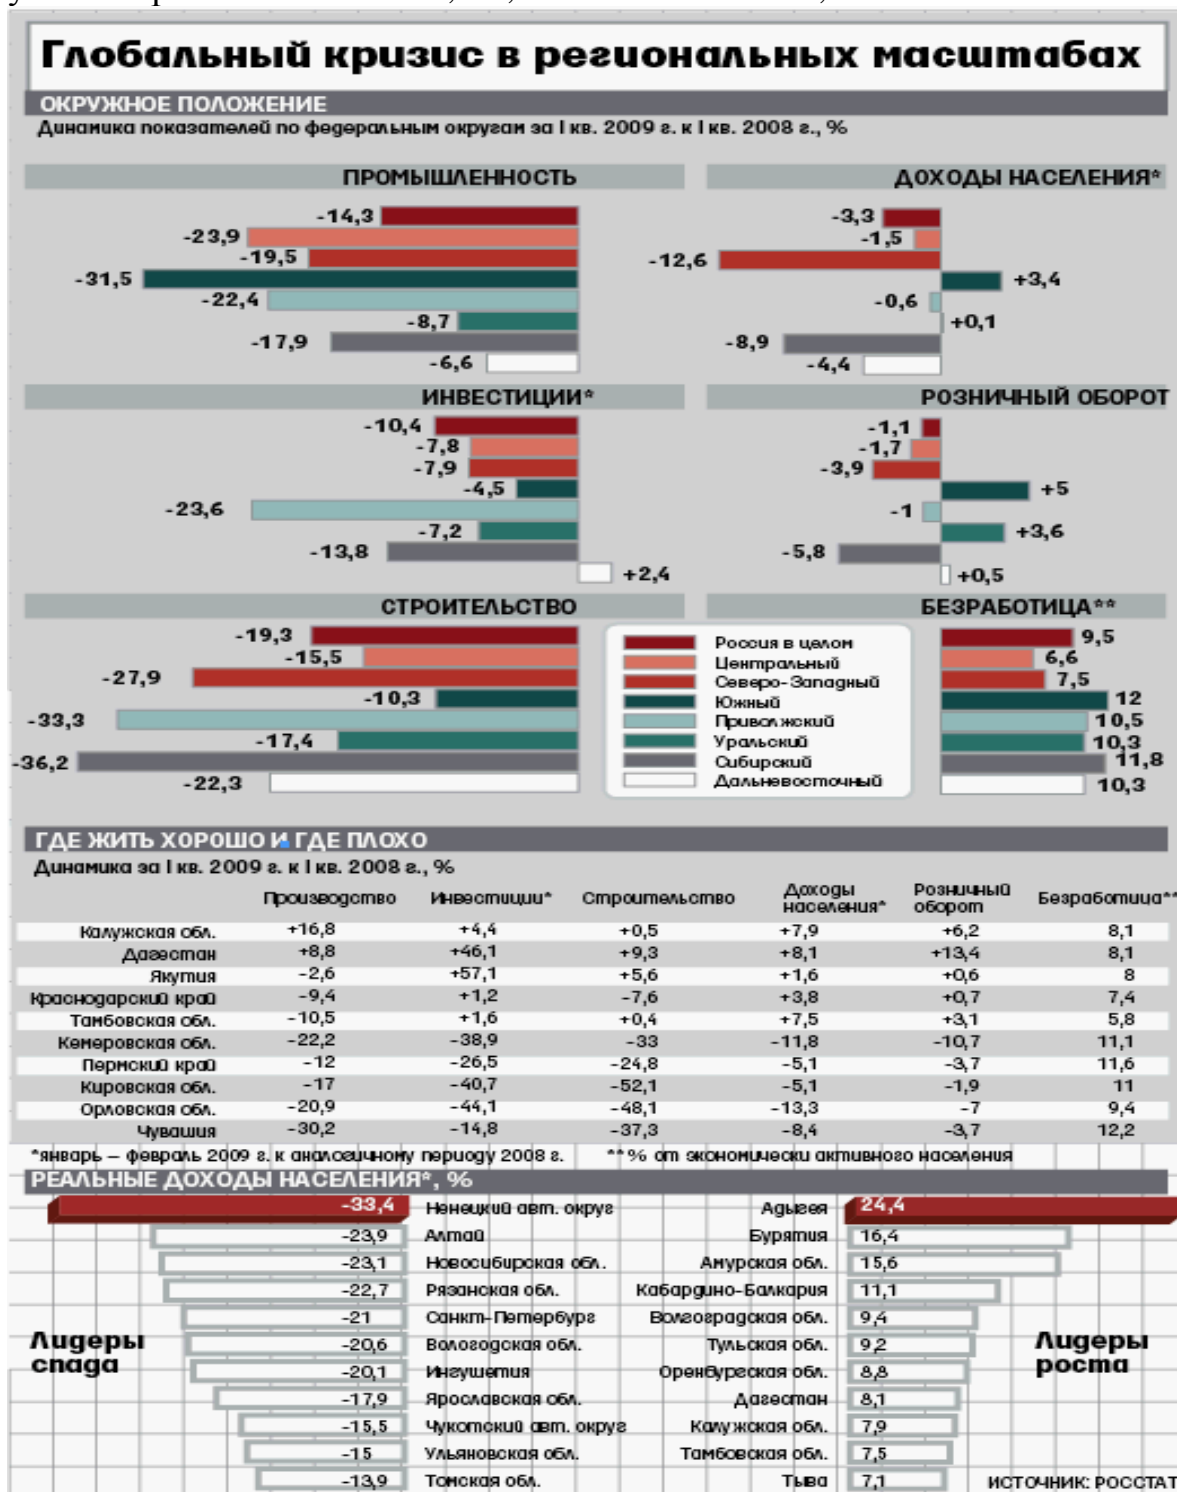 Глобальный кризис в региональных масштабах
ОКРУЖНОЕ ПОЛОЖЕНИЕ
Динамика показателей по федеральным округам за I кв. 2009 г. к I кв. 2008 г., %
ПРОМЫШЛЕННОСТЬ
-14,3
-23,9
-19,5
-31,5
-22,4
-8,7
-17,9
-6,6
ДОХОДЫ НАСЕЛЕНИЯ*
-3,3
-1,5
-12,6
+3,4
-0,6
+0,1
-8,9
-4,4
ИНВЕСТИЦИИ*
-10,4
-7,8
-7,9
-4,5
-23,6
-7,2
-13,8
+2,4
РОЗНИЧНЫЙ ОБОРОТ
-1,1
-1,7
-3,9
+5
-1
+3,6
-5,8
+0,5
СТРОИТЕЛЬСТВО
-19,3
-15,5
-27,9
-10,3
-33,3
-17,4
-36,2
-22,3
Россия в целом
Центральный
Северо-Западный
Южный
Приволжский
Уральский
Сибирский
Дальневосточный
БЕЗРАБОТИЦА**
9,5
6,6
7,5
12
10,5
10,3
11,8
10,3
ГДЕ ЖИТЬ ХОРОШО И ГДЕ ПЛОХО
Динамика за I кв. 2009 г. к I кв. 2008 г., %
Производство Инвестиции* Строительство Доходы населения* Розничный оборот Безработица**
Калужская обл. +16,8 +4,4 +0,5 +7,9 +6,2 8,1
Дагестан +8,8 +46,1 +9,3 +8,1 +13,4 8,1
Якутия -2,6 +57,1 +5,6 +1,6 +0,6 8
Краснодарский край -9,4 +1,2 -7,6 +3,8 +0,7 7,4
Тамбовская обл. -10,5 +1,6 +0,4 +7,5 +3,1 5,8
Кемеровская обл. -22,2 -38,9 -33 -11,8 -10,7 11,1
Пермский край -12 -26,5 -24,8 -5,1 -3,7 11,6
Кировская обл. -17 -40,7 -52,1 -5,1 -1,9 11
Орловская обл. -20,9 -44,1 -48,1 -13,3 -7 9,4
Чувашия -30,2 -14,8 -37,3 -8,4 -3,7 12,2
*январь – февраль 2009 г. к аналогичному периоду 2008 г. **% от экономически активного населения
РЕАЛЬНЫЕ ДОХОДЫ НАСЕЛЕНИЯ*, %
-33,4 Ненецкий авт. округ Адыгея 24,4
-23,9 Алтай Бурятия 16,4
-23,1 Новосибирская обл. Амурская обл. 15,6
-22,7 Рязанская обл. Кабардино-Балкария 11,1
-21 Санкт-Петербург Волгоградская обл. 9,4
Лидеры спада -20,6 Вологодская обл. Тульская обл. 9,2 Лидеры роста
-20,1 Ингушетия Оренбургская обл. 8,8
-17,9 Ярославская обл. Дагестан 8,1
-15,5 Чукотский авт. округ Калужская обл. 7,9
-15 Ульяновская обл. Тамбовская обл. 7,5
-13,9 Томская обл. Тыва 7,1 ИСТОЧНИК: РОССТАТ